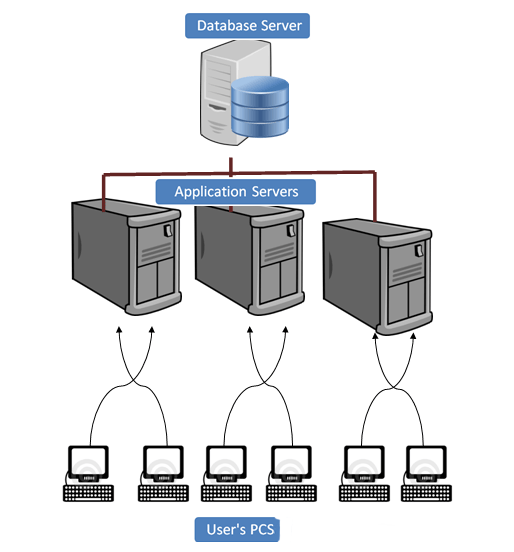 Database Server
Application Servers
User's PCS